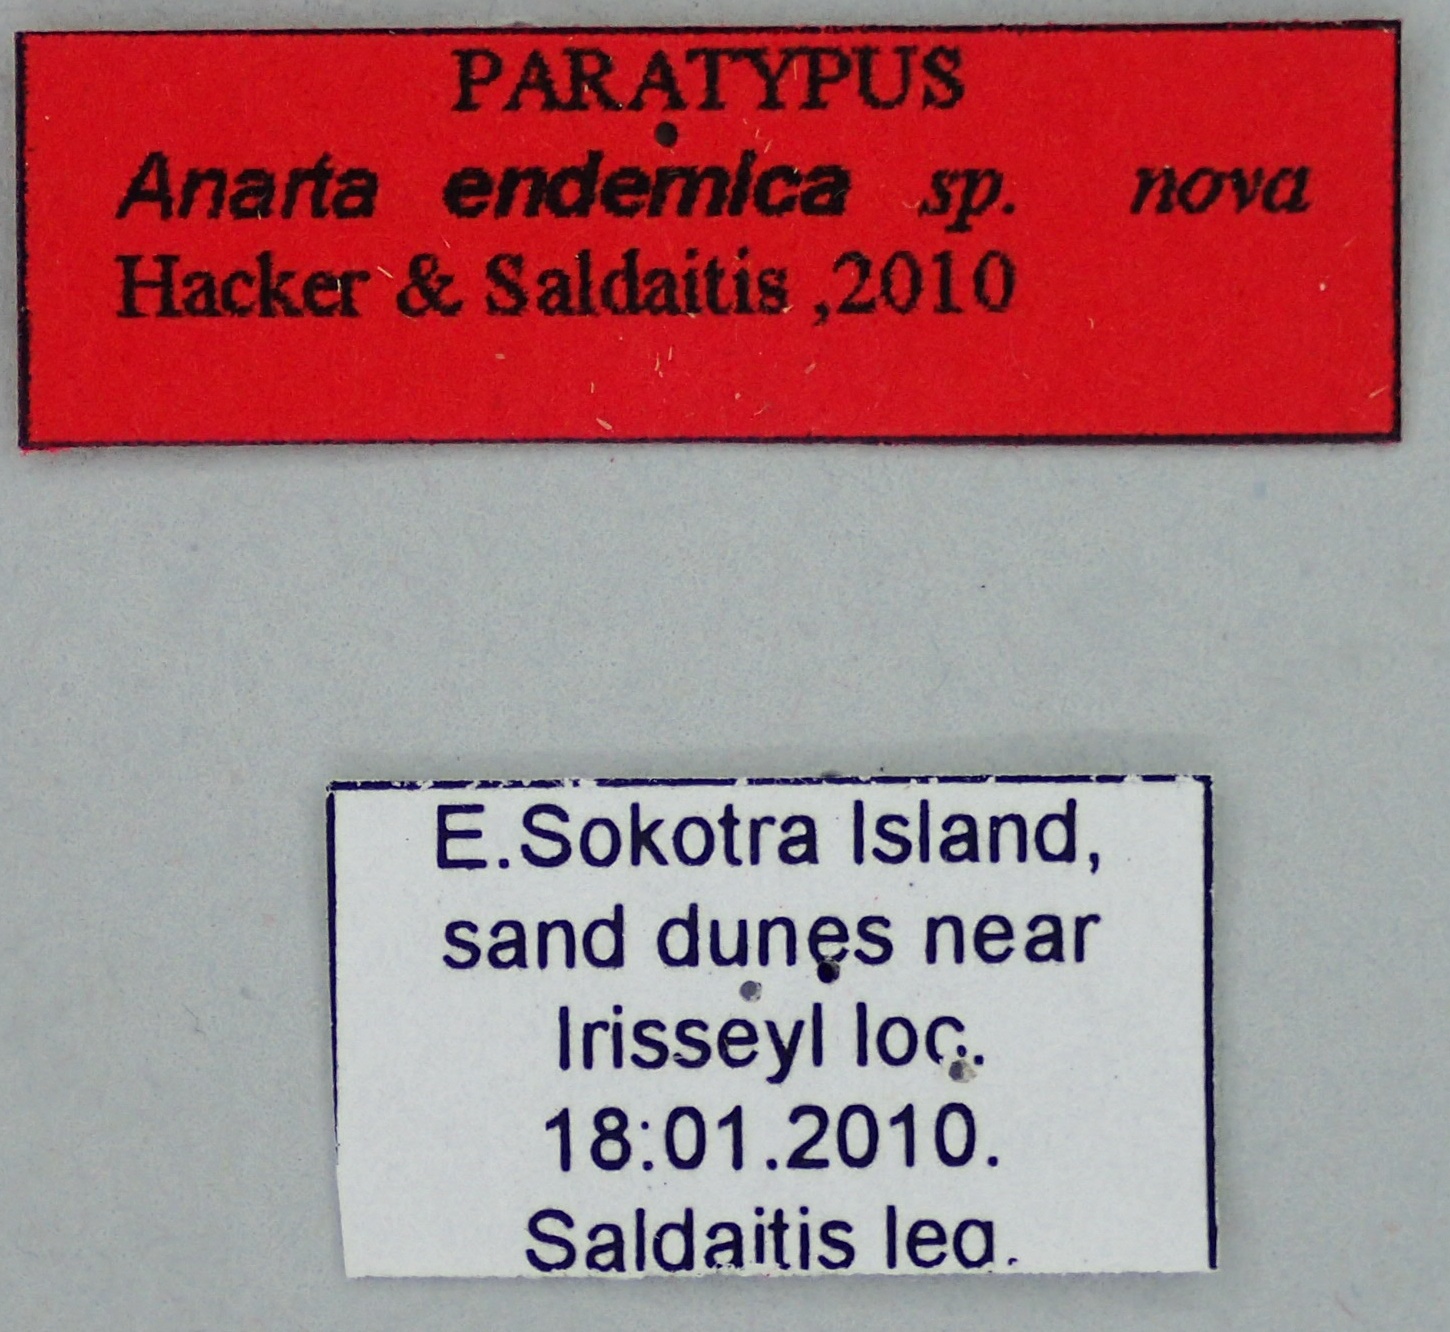 PARATYPUS
Anarta endemica sp. nova
Hacker & Saldaitis ,2010
E.Sokotra Island,
sand dunes near
Irisseyl loc.
18:01.2010.
Saldaitis leg.